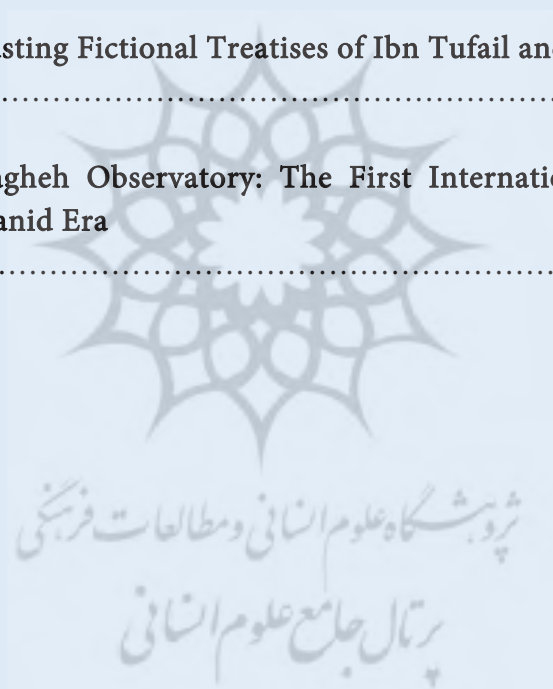 sting Fictional Treatises of Ibn Tufail an
agheh Observatory: The First Internati
anid Era
پژوهشگاه علوم انسانی و مطالعات فرهنگی
پرتال جامع علوم انسانی